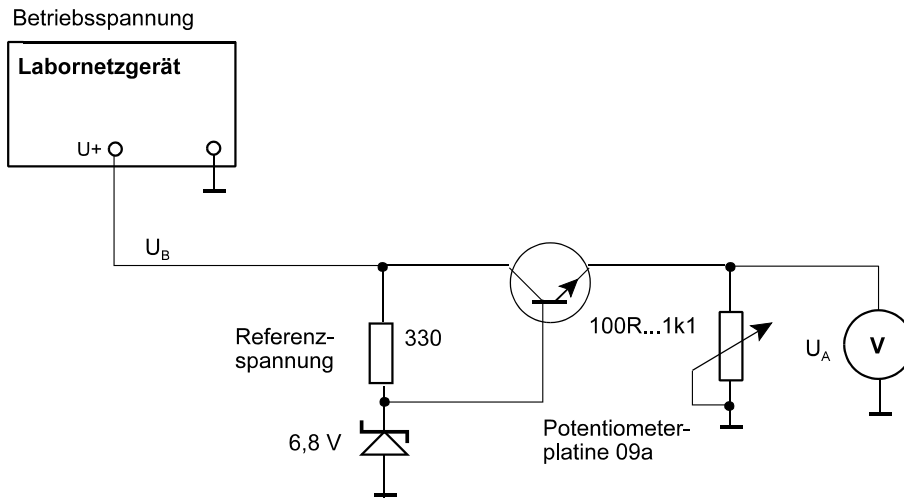 Betriebsspannung
Labornetzgerät
U+
U_B
Referenz-
spannung
330
100R...1k1
U_A
V
6,8 V
Potentiometer-
platine 09a